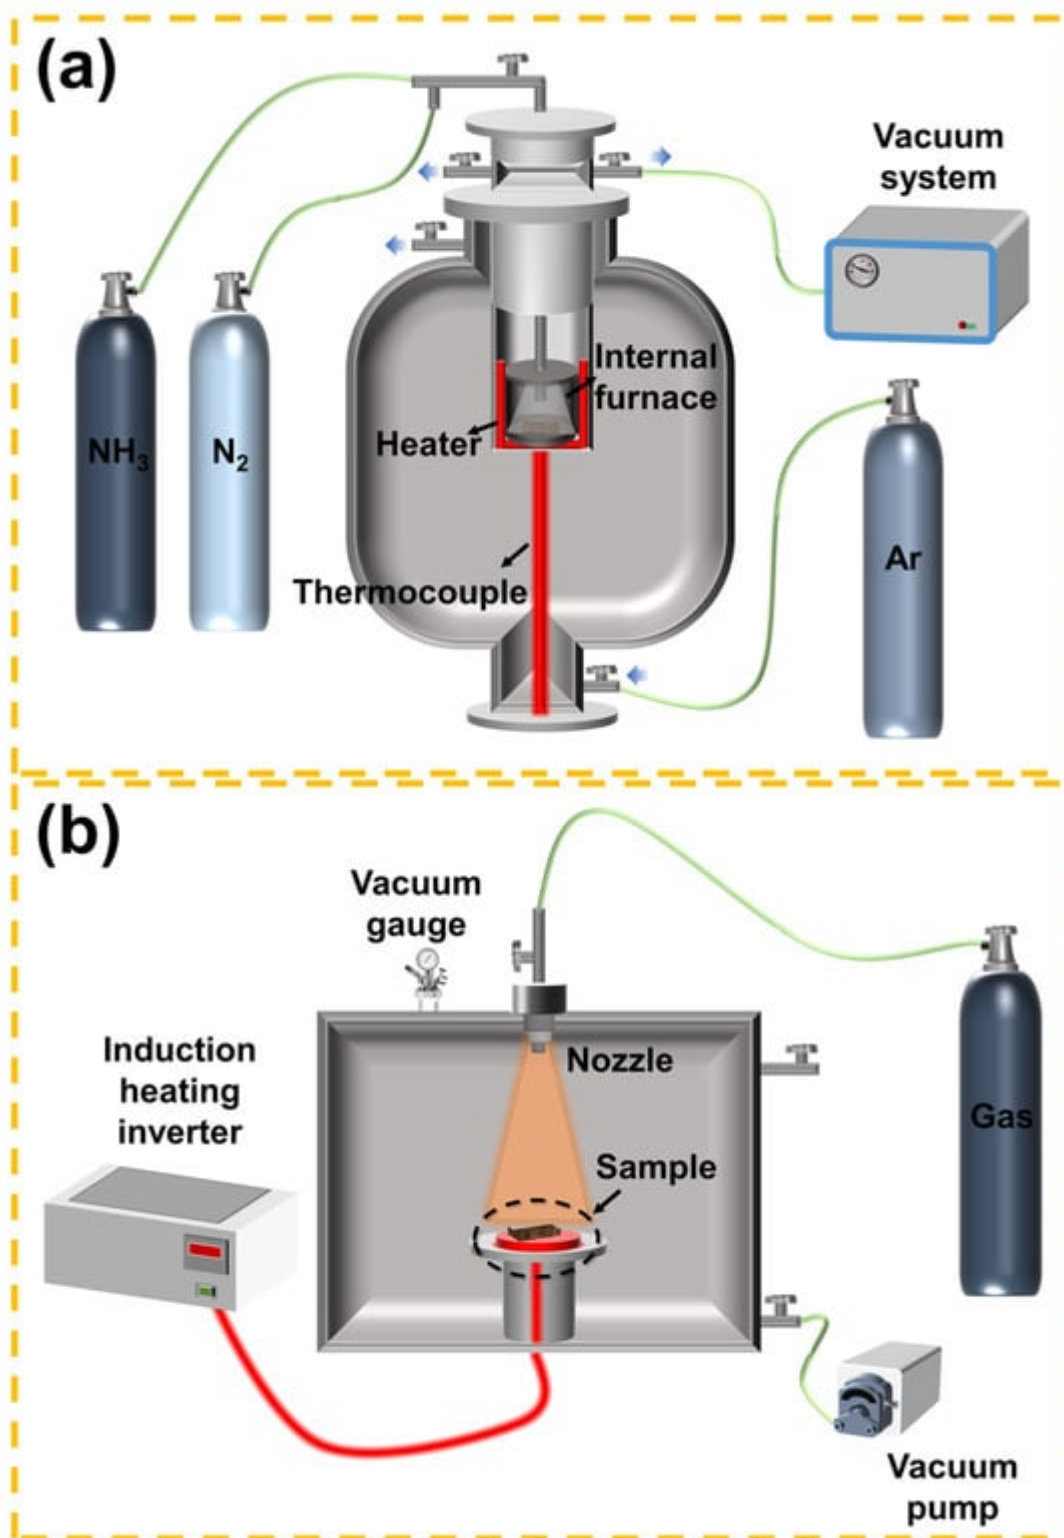 (a)
Vacuum
system
Internal
furnace
Heater
NH₃
N₂
Ar
Thermocouple
(b)
Vacuum
gauge
Nozzle
Induction
heating
inverter
Gas
Sample
Vacuum
pump